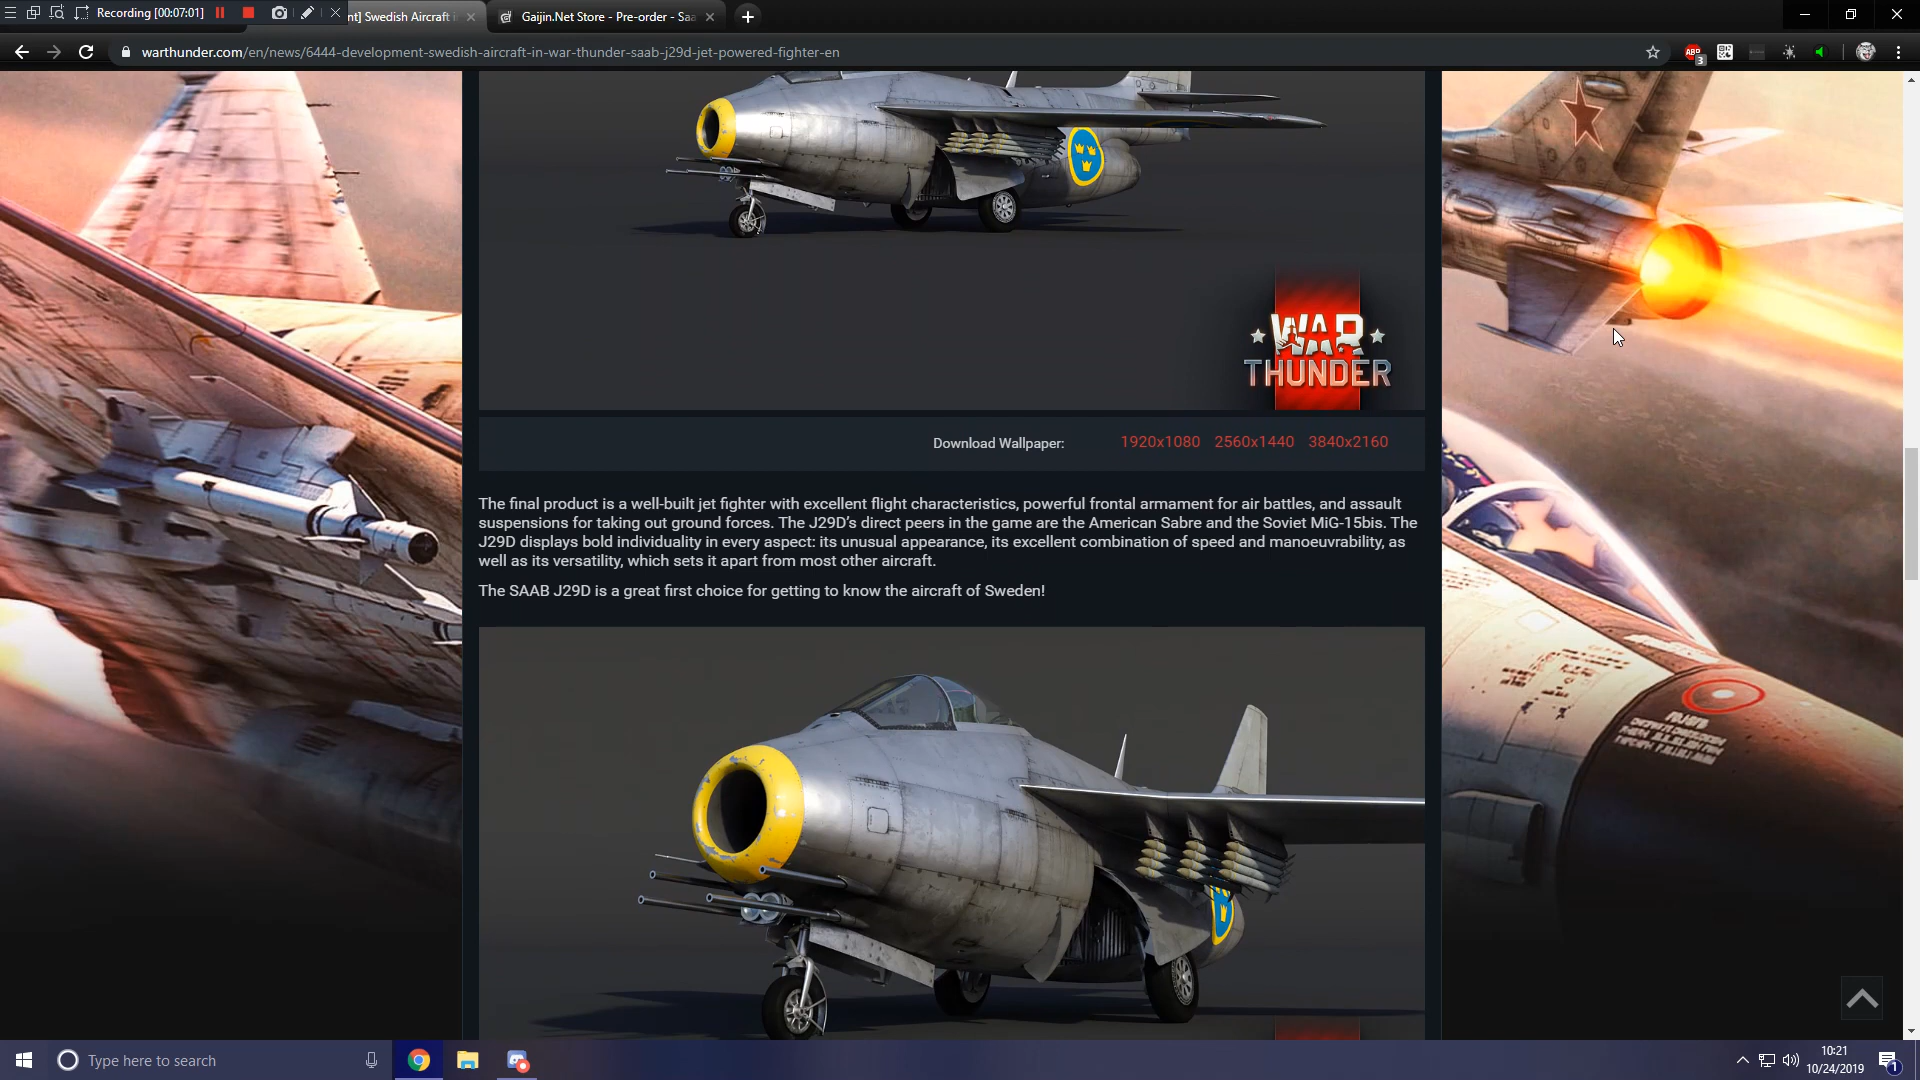 Recording [00:07:01]
nt] Swedish Aircraft i
Gaijin.Net Store - Pre-order - Saa
warthunder.com/en/news/6444-development-swedish-aircraft-in-war-thunder-saab-j29d-jet-powered-fighter-en
ABP
3
WAR
THUNDER
Download Wallpaper:
1920x1080 2560x1440 3840x2160
The final product is a well-built jet fighter with excellent flight characteristics, powerful frontal armament for air battles, and assault
suspensions for taking out ground forces. The J29D's direct peers in the game are the American Sabre and the Soviet MiG-15bis. The
J29D displays bold individuality in every aspect: its unusual appearance, its excellent combination of speed and manoeuvrability, as
well as its versatility, which sets it apart from most other aircraft.
The SAAB J29D is a great first choice for getting to know the aircraft of Sweden!
Type here to search
10:21
10/24/2019
1